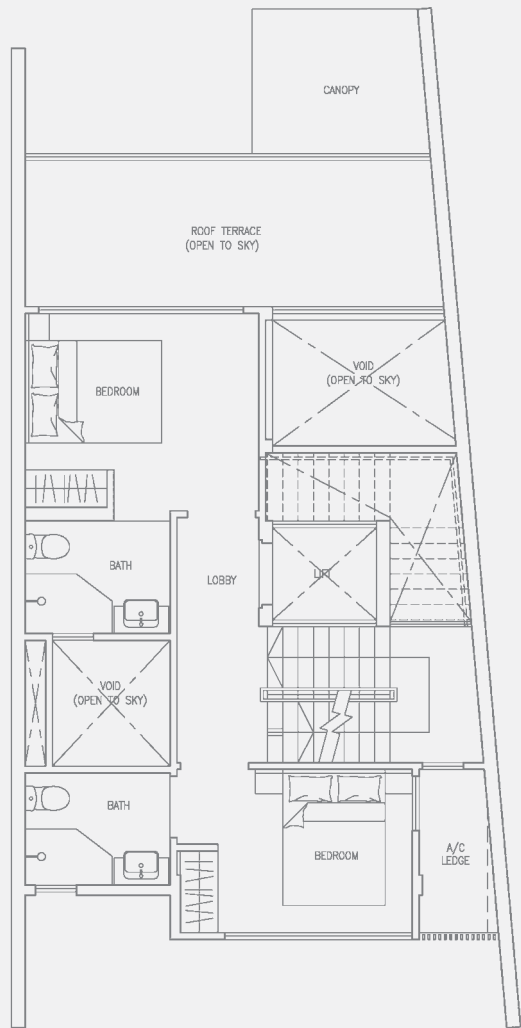 CANOPY
ROOF TERRACE
(OPEN TO SKY)
VOID
(OPEN TO SKY)
BEDROOM
BATH
LOBBY
LIFT
VOID
(OPEN TO SKY)
BATH
BEDROOM
A/C
LEDGE